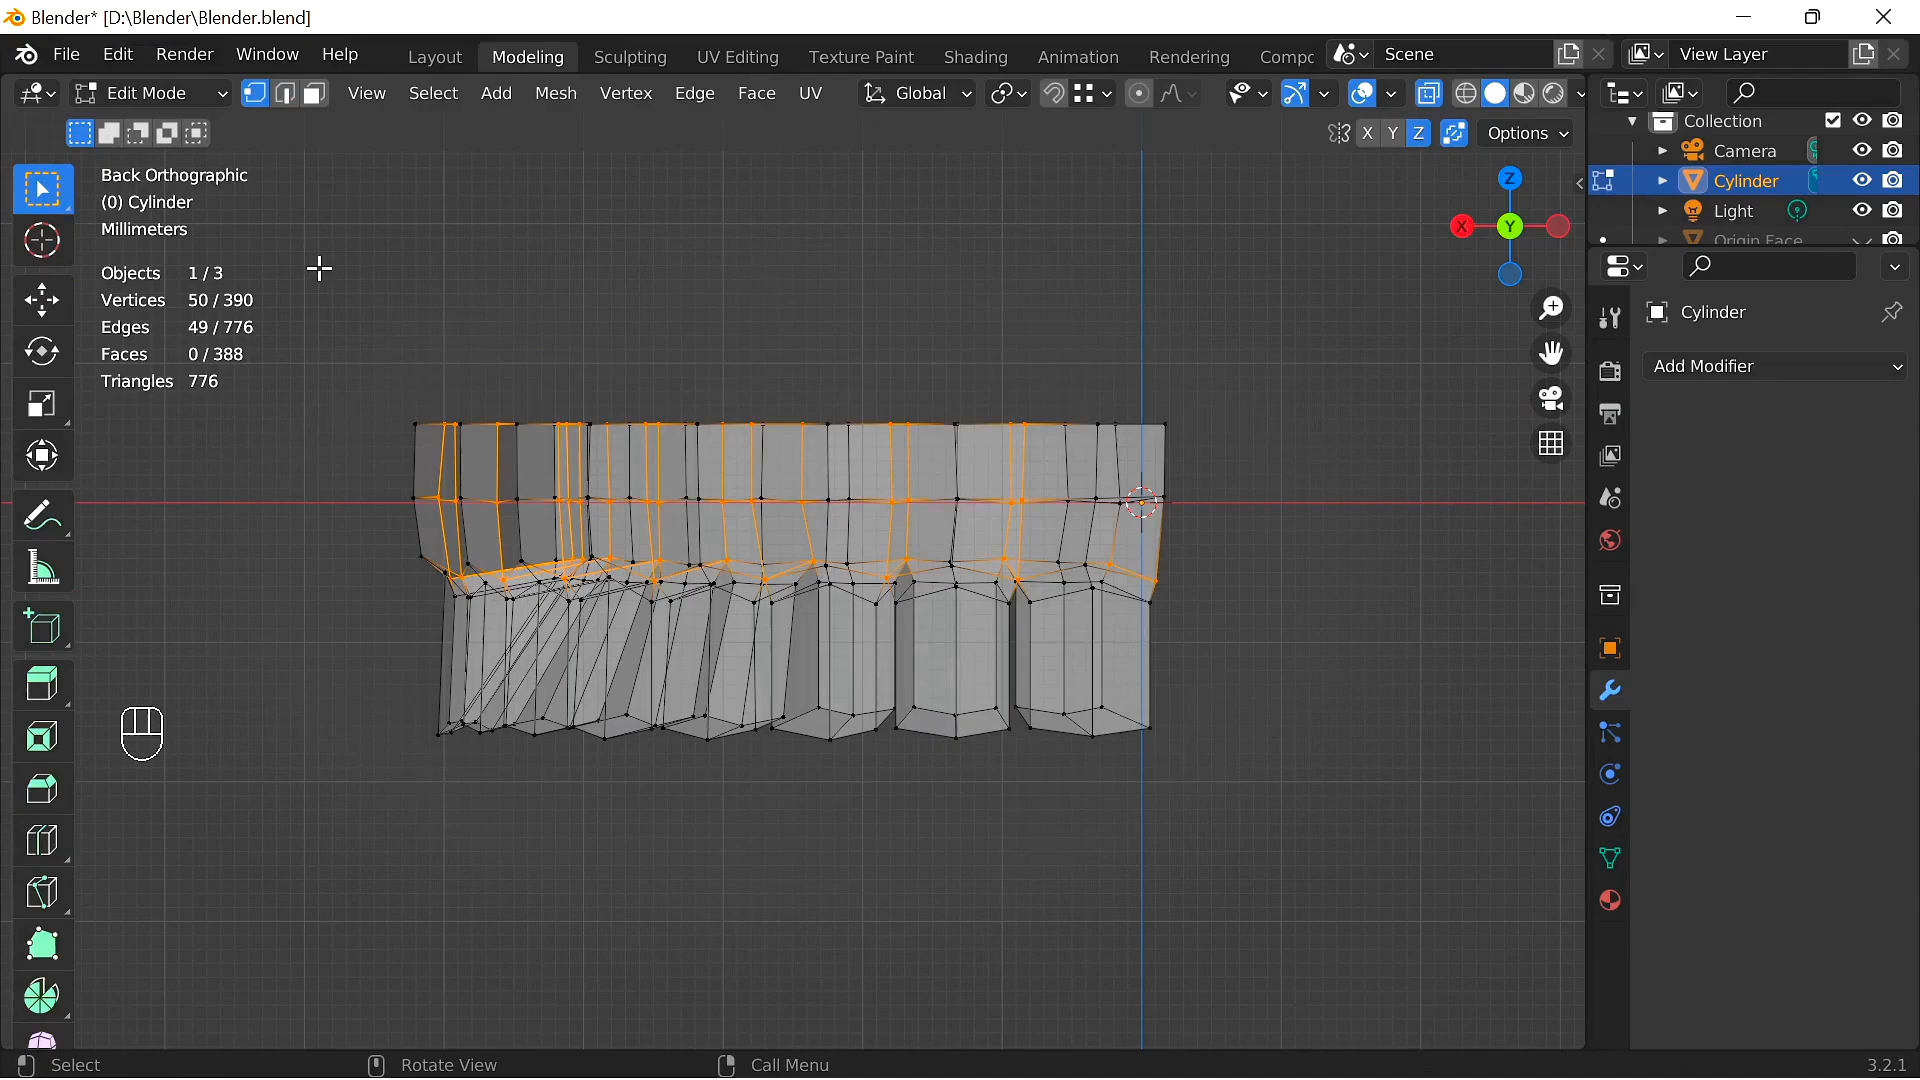 Blender* [D:\Blender\Blender.blend]
File Edit Render Window Help Layout Modeling Sculpting UV Editing Texture Paint Shading Animation Rendering Compc Scene View Layer
Edit Mode View Select Add Mesh Vertex Edge Face UV Global
X Y Z Options
Collection
Camera
Cylinder
Light
Origin Face
Back Orthographic
(0) Cylinder
Millimeters
Objects 1 / 3
Vertices 50 / 390
Edges 49 / 776
Faces 0 / 388
Triangles 776
Z
X Y
Cylinder
Add Modifier
Select Rotate View Call Menu 3.2.1